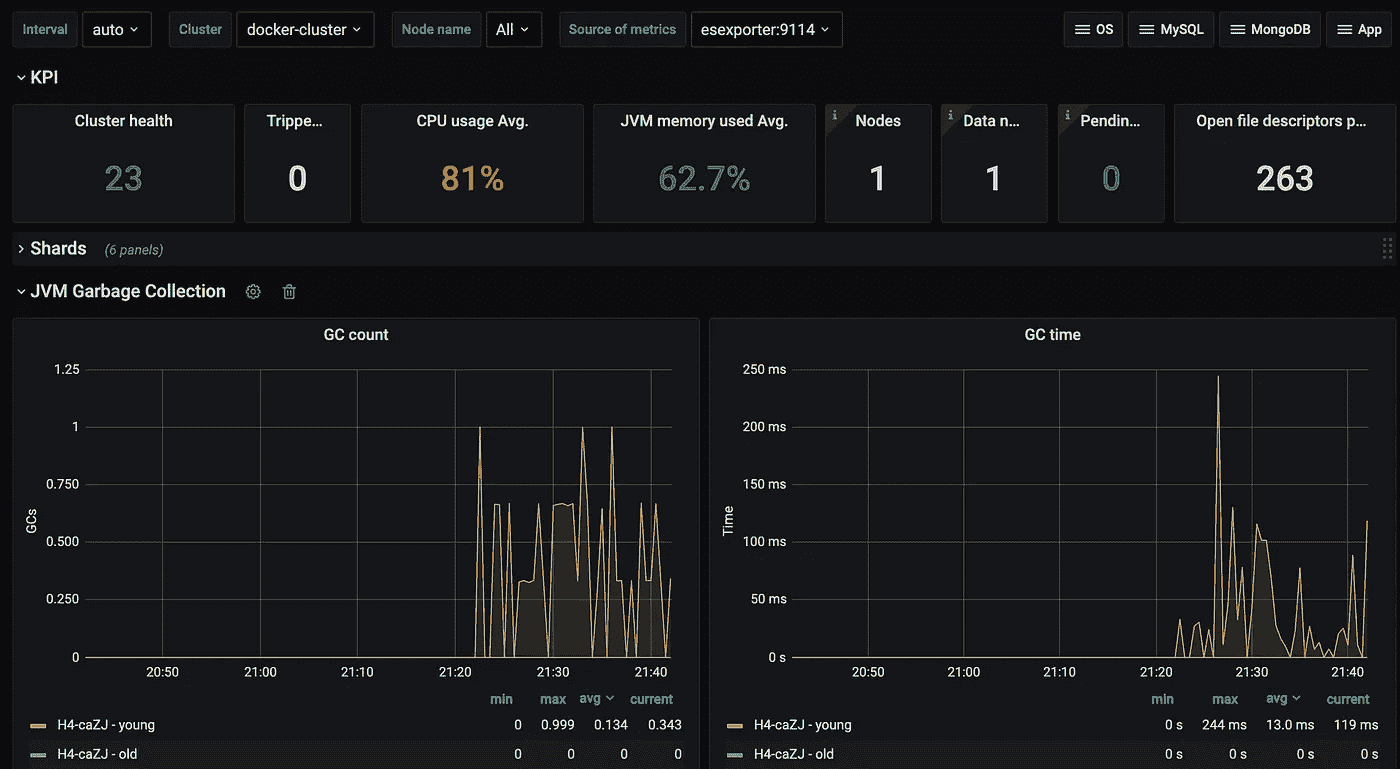 Interval auto Cluster docker-cluster Node name All Source of metrics esexporter:9114 OS MySQL MongoDB App
KPI
Cluster health Trippe... CPU usage Avg. JVM memory used Avg. Nodes Data n... Pendin... Open file descriptors p...
23 0 81% 62.7% 1 1 0 263
Shards (6 panels)
JVM Garbage Collection
GC count
1.25
1
0.750
0.500
0.250
0
GCs
20:50 21:00 21:10 21:20 21:30 21:40
min max avg current
H4-caZJ - young 0 0.999 0.134 0.343
H4-caZJ - old 0 0 0 0
GC time
250 ms
200 ms
150 ms
100 ms
50 ms
0 s
Time
20:50 21:00 21:10 21:20 21:30 21:40
min max avg current
H4-caZJ - young 0 s 244 ms 13.0 ms 119 ms
H4-caZJ - old 0 s 0 s 0 s 0 s